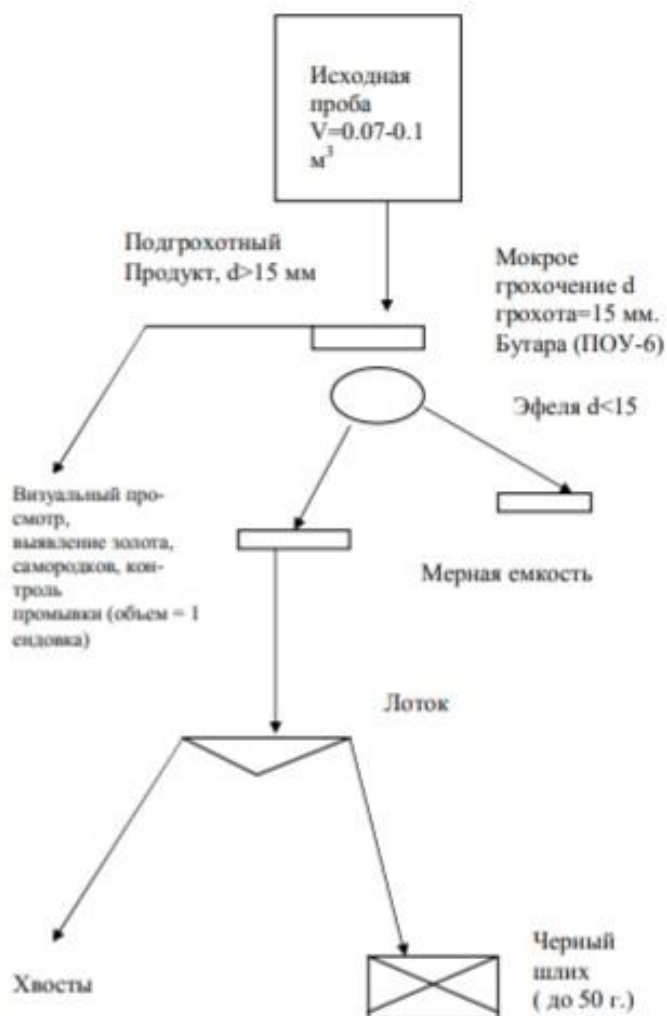 Исходная
проба
V=0.07-0.1
м³
Подгрохотный
Продукт, d>15 мм
Мокрое
грохочение d
грохота=15 мм.
Бутара (ПОУ-6)
Эфеля d<15
Визуальный про-
смотр,
выявление золота,
самородков, кон-
троль
промывки (объем = 1
ендовка)
Мерная емкость
Лоток
Хвосты
Черный
шлих
( до 50 г.)